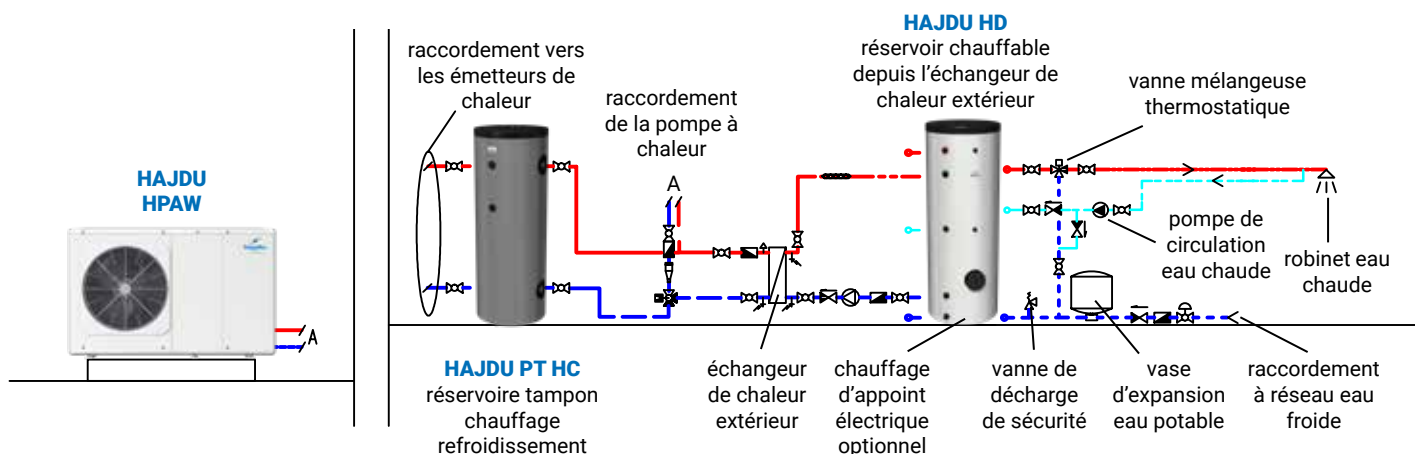 HAJDU
HPAW
A
raccordement vers
les émetteurs de
chaleur
HAJDU PT HC
réservoire tampon
chauffage
refroidissement
raccordement
de la pompe à
chaleur
A
échangeur
de chaleur
extérieur
HAJDU HD
réservoir chauffable
depuis l'échangeur de
chaleur extérieur
chauffage
d'appoint
électrique
optionnel
vanne mélangeuse
thermostatique
pompe de
circulation
eau chaude
robinet eau
chaude
vanne de
décharge
de sécurité
vase
d'expansion
eau potable
raccordement
à réseau eau
froide